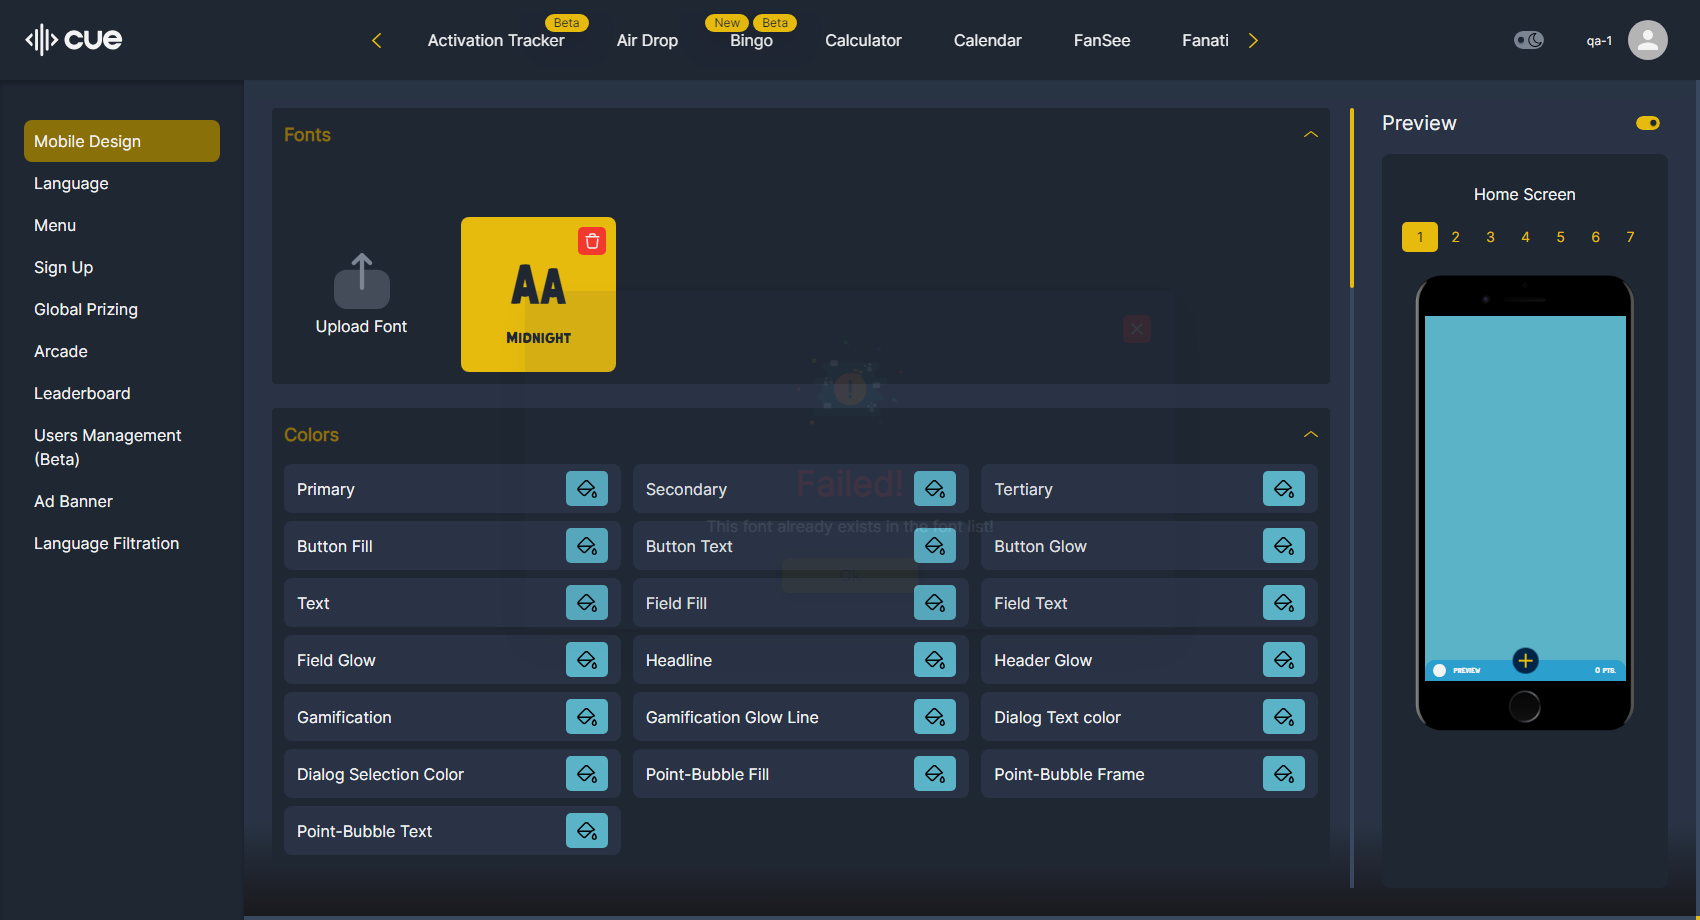 cue
Activation Tracker
Beta
Air Drop
New
Beta
Bingo
Calculator
Calendar
FanSee
Fanati
qa-1
Mobile Design
Language
Menu
Sign Up
Global Prizing
Arcade
Leaderboard
Users Management
(Beta)
Ad Banner
Language Filtration
Fonts
Upload Font
AA
MIDNIGHT
Failed!
This font already exists in the font list!
Colors
Primary
Secondary
Tertiary
Button Fill
Button Text
Button Glow
Text
Field Fill
Field Text
Field Glow
Headline
Header Glow
Gamification
Gamification Glow Line
Dialog Text color
Dialog Selection Color
Point-Bubble Fill
Point-Bubble Frame
Point-Bubble Text
Preview
Home Screen
1 2 3 4 5 6 7
PREVIEW
0 PTS.